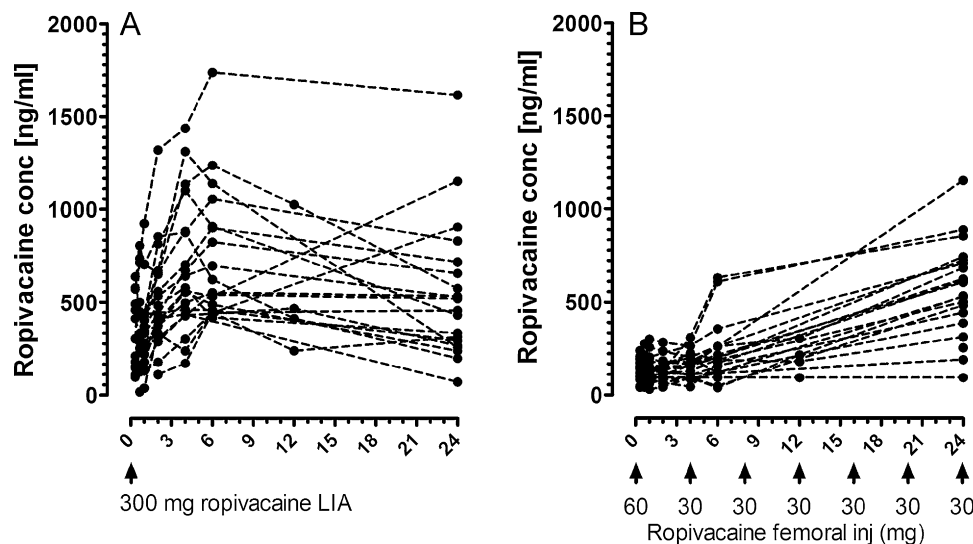 A
B
Ropivacaine conc [ng/ml]
2000
1500
1000
500
0
0 3 6 9 12 15 18 21 24
300 mg ropivacaine LIA
Ropivacaine conc [ng/ml]
2000
1500
1000
500
0
0 3 6 9 12 15 18 21 24
60 30 30 30 30 30 30
Ropivacaine femoral inj (mg)